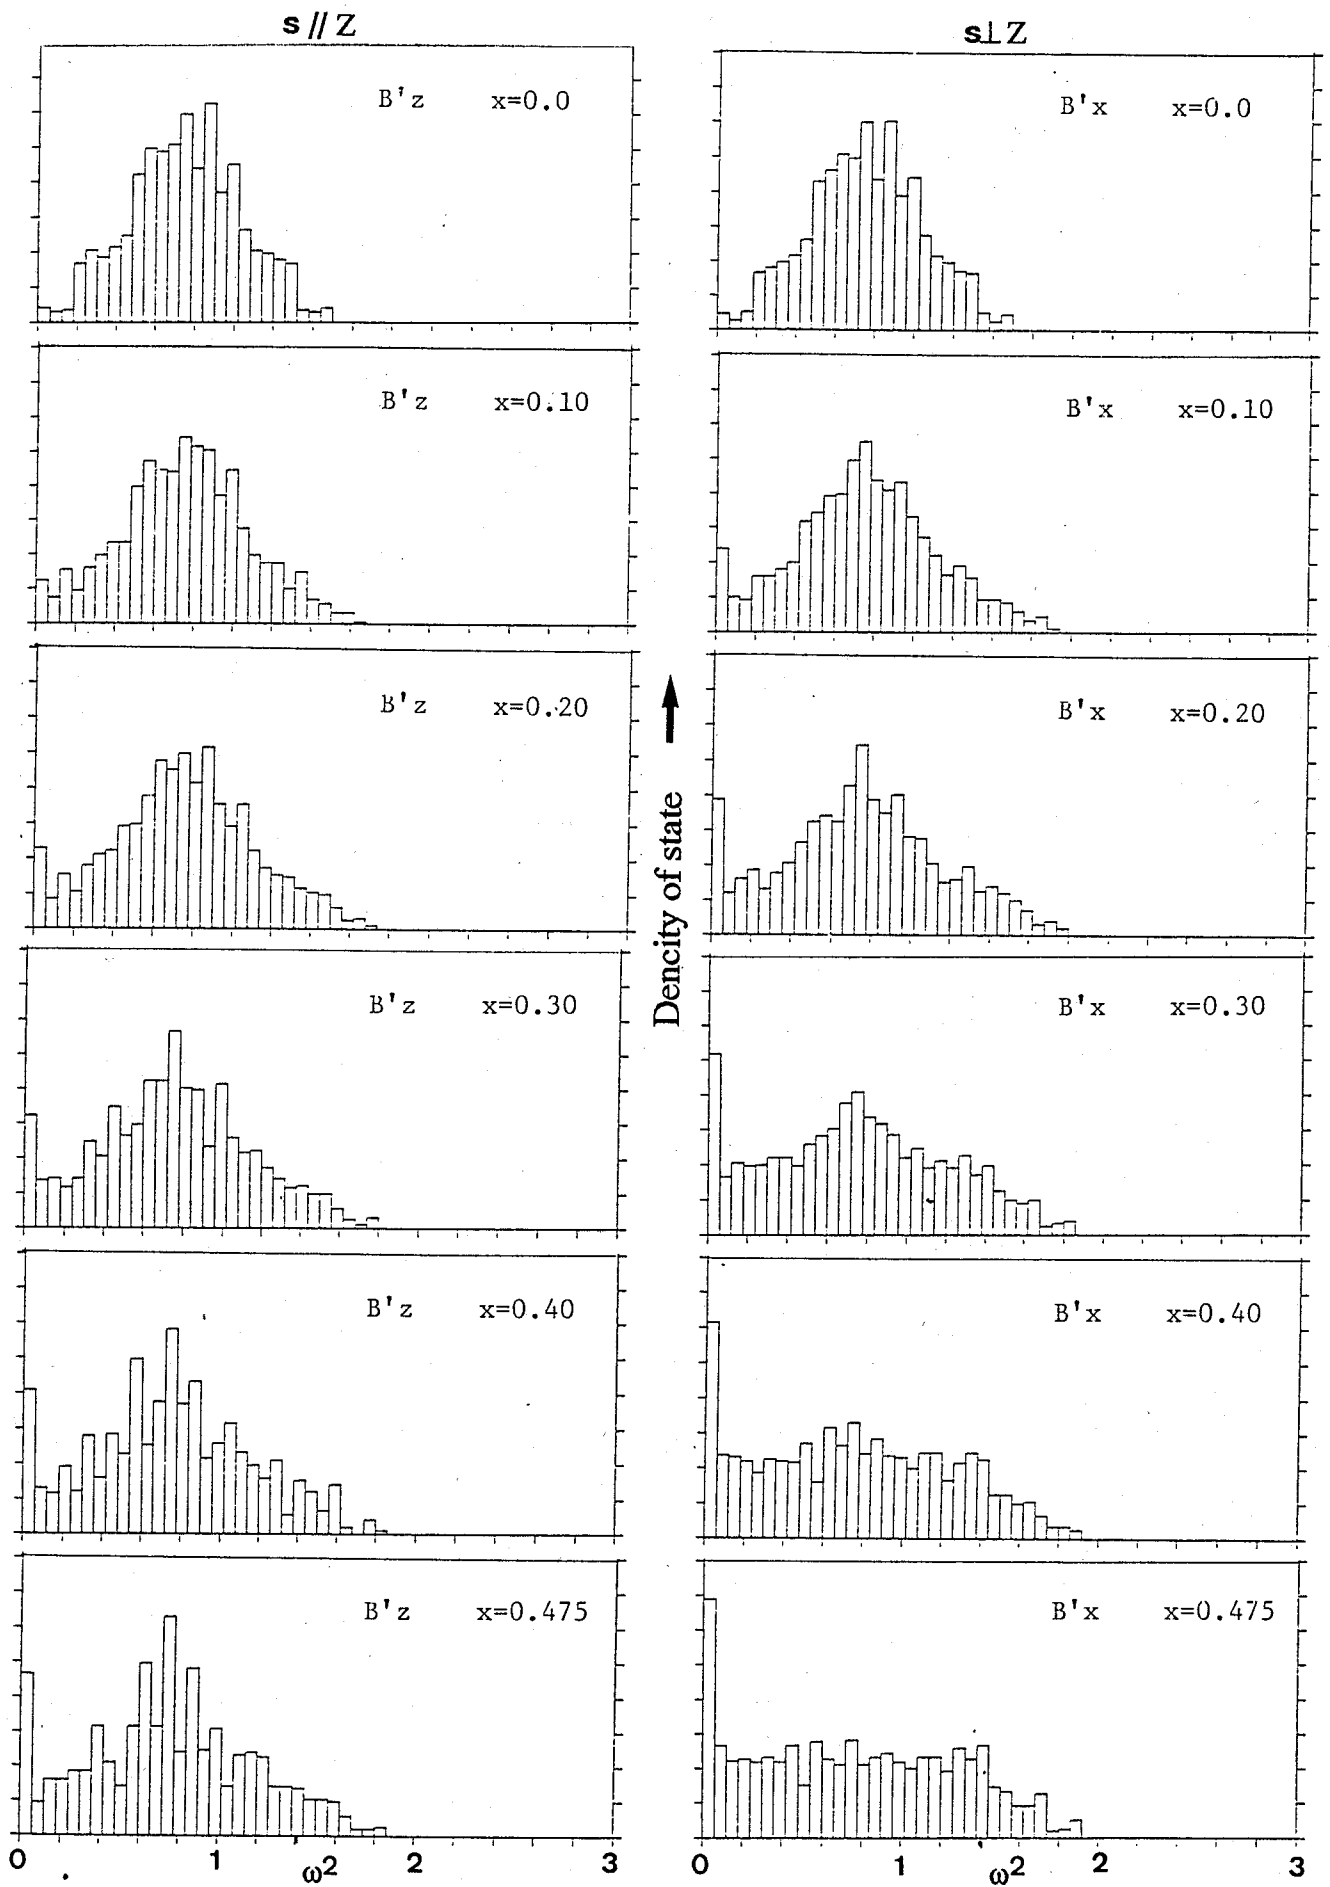 s // Z
s⊥Z
B'z x=0.0
B'x x=0.0
B'z x=0.10
B'x x=0.10
B'z x=0.20
B'x x=0.20
Dencity of state
B'z x=0.30
B'x x=0.30
B'z x=0.40
B'x x=0.40
B'z x=0.475
B'x x=0.475
0 1 ω2 2 3
0 1 ω2 2 3